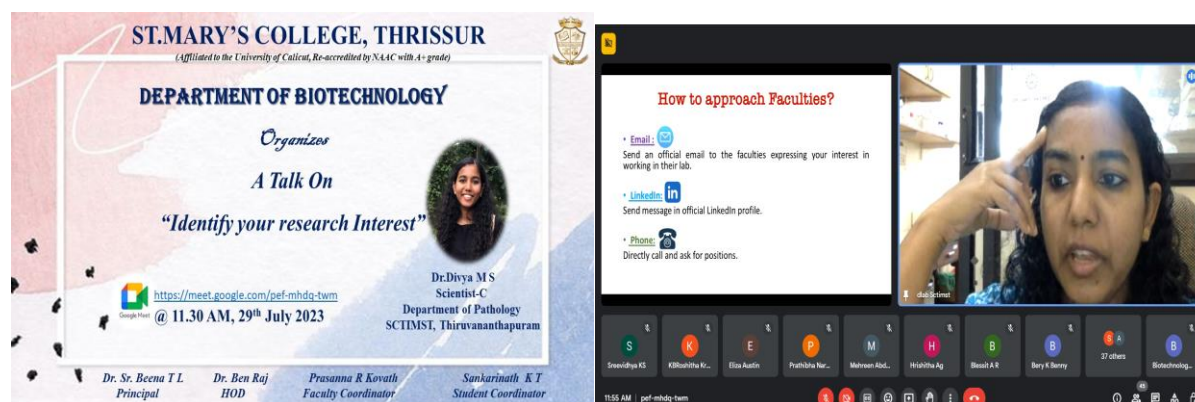 ST.MARY'S COLLEGE, THRISSUR
(Affiliated to the University of Calicut, Re-accredited by NAAC with A+ grade)
DEPARTMENT OF BIOTECHNOLOGY
Organizes
A Talk On
“Identify your research Interest”
Dr.Divya M S
Scientist-C
Department of Pathology
SCTIMST, Thiruvananthapuram
Google Meet
https://meet.google.com/pef-mhdq-twm
@ 11.30 AM, 29th July 2023
Dr. Sr. Beena T L
Principal
Dr. Ben Raj
HOD
Prasanna R Kovath
Faculty Coordinator
Sankarinath K T
Student Coordinator
How to approach Faculties?
• Email :
Send an official email to the faculties expressing your interest in
working in their lab.
• LinkedIn: in
Send message in official LinkedIn profile.
• Phone:
Directly call and ask for positions.
dlab Sctimst
S
Sreevidhya KS
K
KBRoshitha Kr...
E
Eliza Austin
P
Prathibha Nar...
M
Mehreen Abd...
H
Hrishitha Ag
B
Blessit A R
B
Bery K Benny
S A
37 others
B
Biotechnolog...
11:55 AM | pef-mhdq-twm
45